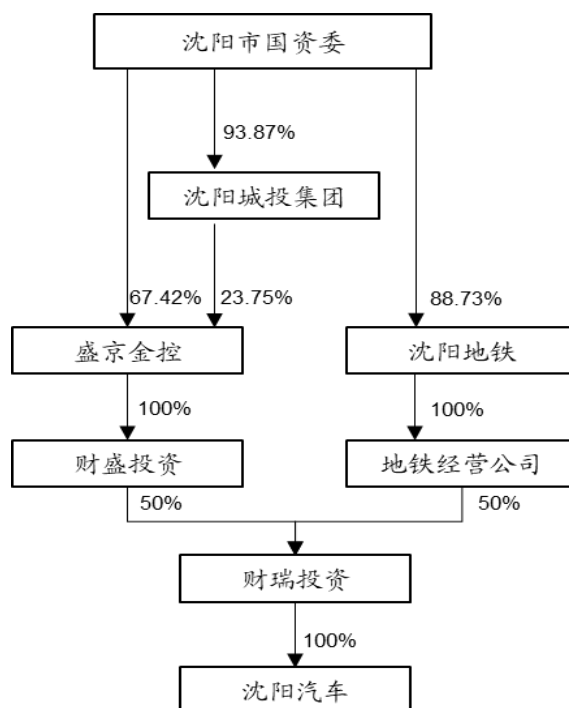 沈阳市国资委
93.87%
沈阳城投集团
67.42%
23.75%
88.73%
盛京金控
沈阳地铁
100%
100%
财盛投资
地铁经营公司
50%
50%
财瑞投资
100%
沈阳汽车